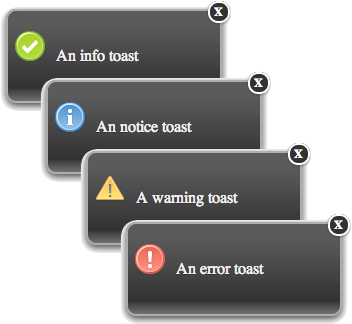 x
An info toast
x
An notice toast
x
A warning toast
x
An error toast